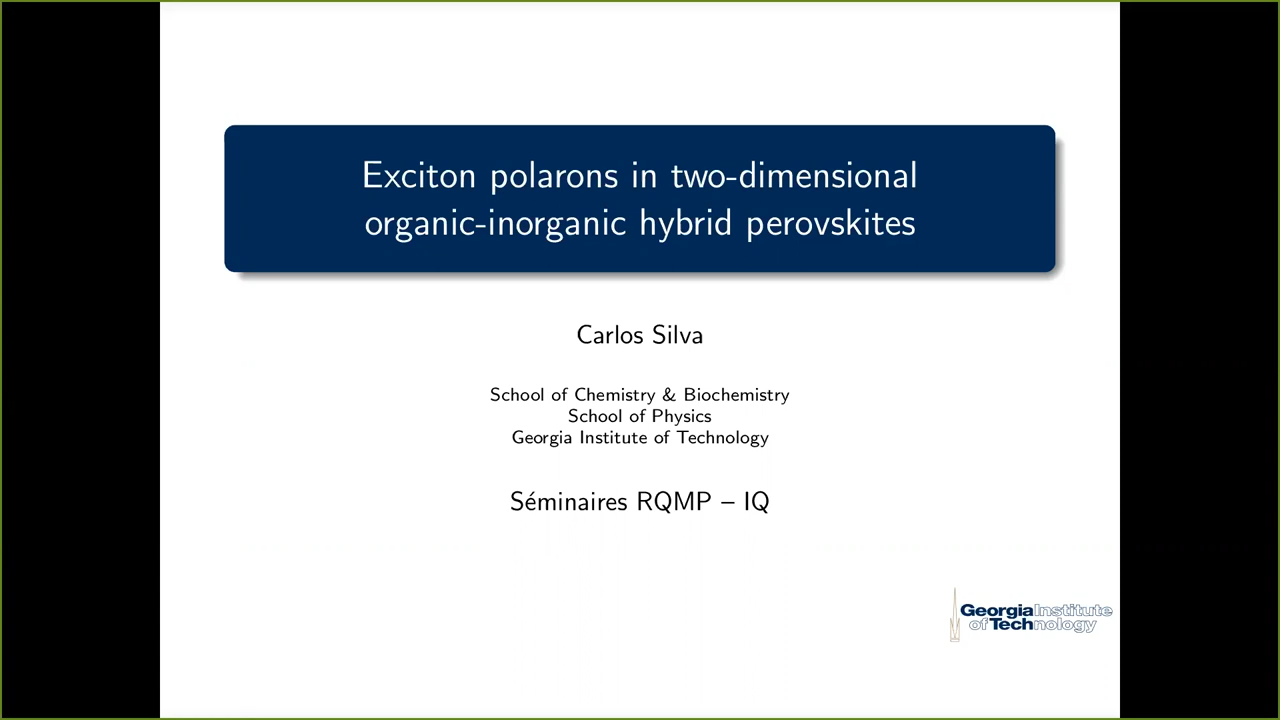 Exciton polarons in two-dimensional
organic-inorganic hybrid perovskites
Carlos Silva
School of Chemistry & Biochemistry
School of Physics
Georgia Institute of Technology
Séminaires RQMP – IQ
Georgia Institute
of Technology